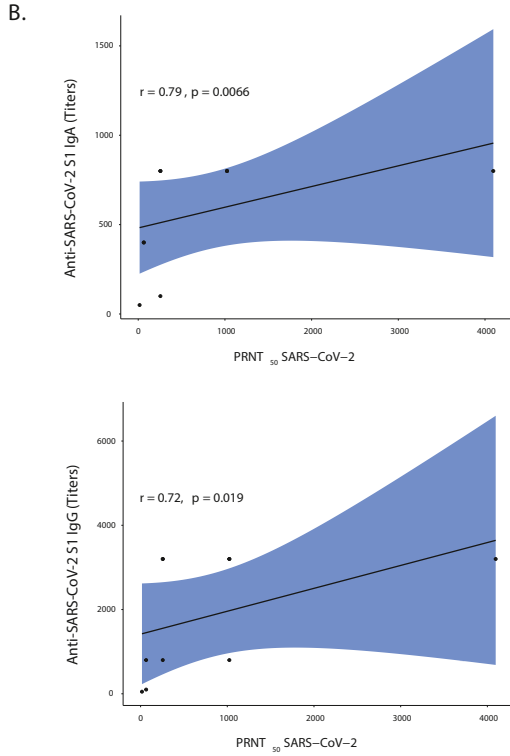 B.
Anti-SARS-CoV-2 S1 IgA (Titers)
1500
1000
500
0
r = 0.79 , p = 0.0066
0 1000 2000 3000 4000
PRNT 50 SARS−CoV−2
Anti-SARS-CoV-2 S1 IgG (Titers)
6000
4000
2000
0
r = 0.72, p = 0.019
0 1000 2000 3000 4000
PRNT 50 SARS−CoV−2